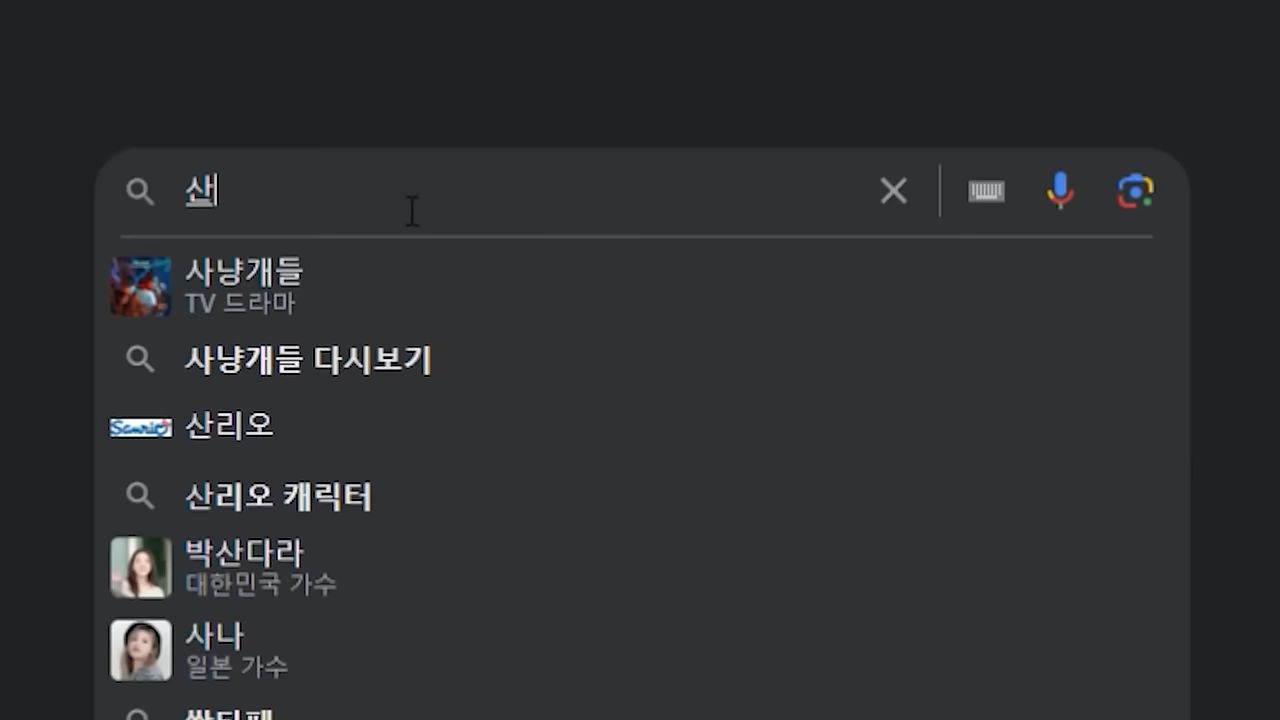 산
사냥개들
TV 드라마
사냥개들 다시보기
Sanrio
산리오
산리오 캐릭터
박산다라
대한민국 가수
사나
일본 가수